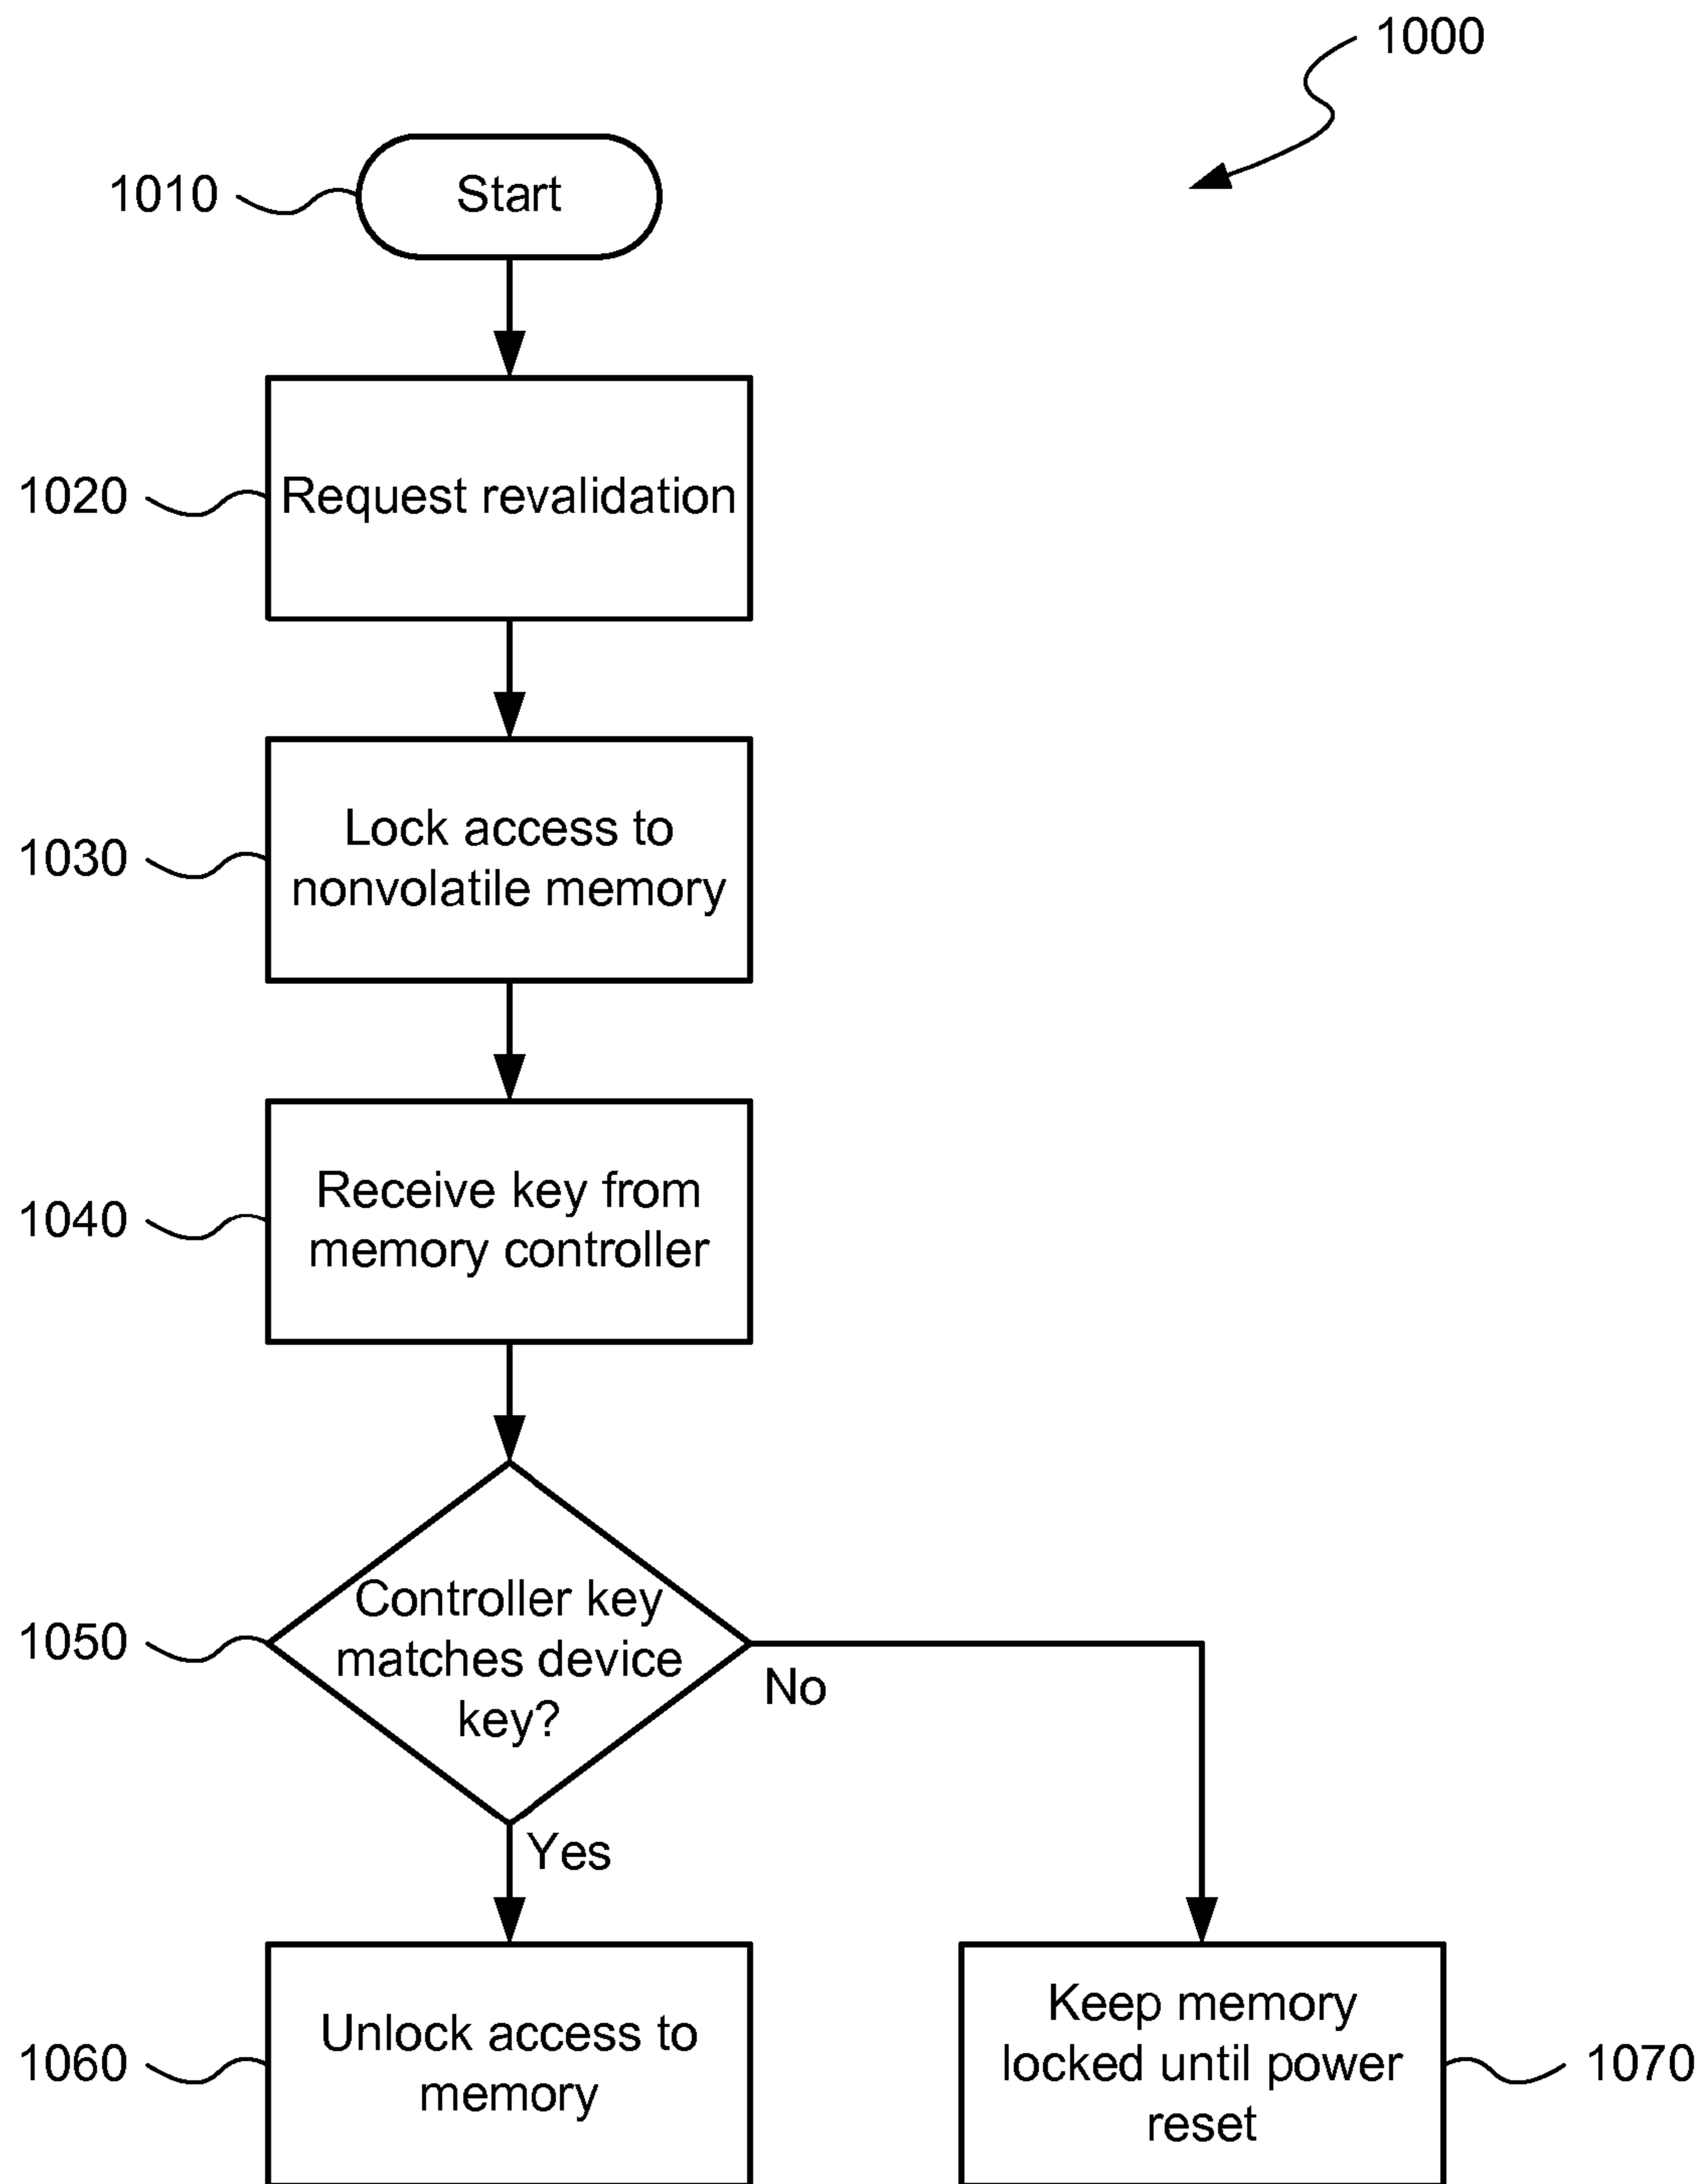 1000
1010
Start
1020
Request revalidation
1030
Lock access to
nonvolatile memory
1040
Receive key from
memory controller
1050
Controller key
matches device
key?
No
Yes
1060
Unlock access to
memory
Keep memory
locked until power
reset
1070